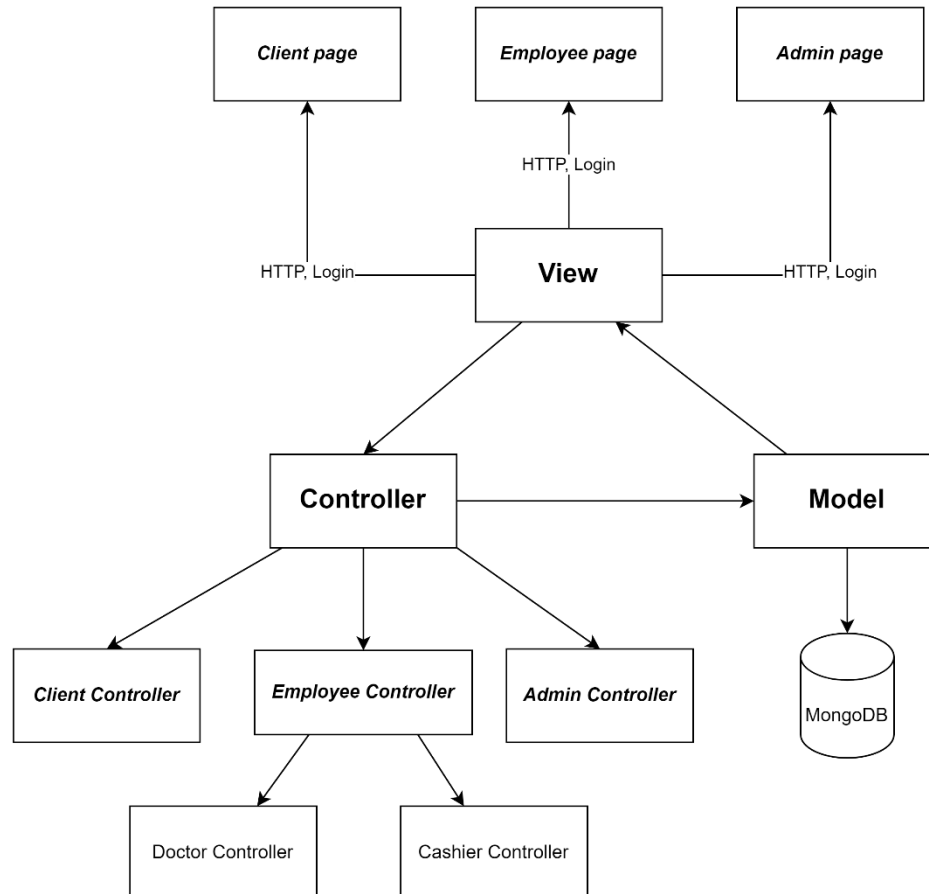 Client page
Employee page
Admin page
HTTP, Login
View
HTTP, Login
HTTP, Login
Controller
Model
Client Controller
Employee Controller
Admin Controller
MongoDB
Doctor Controller
Cashier Controller